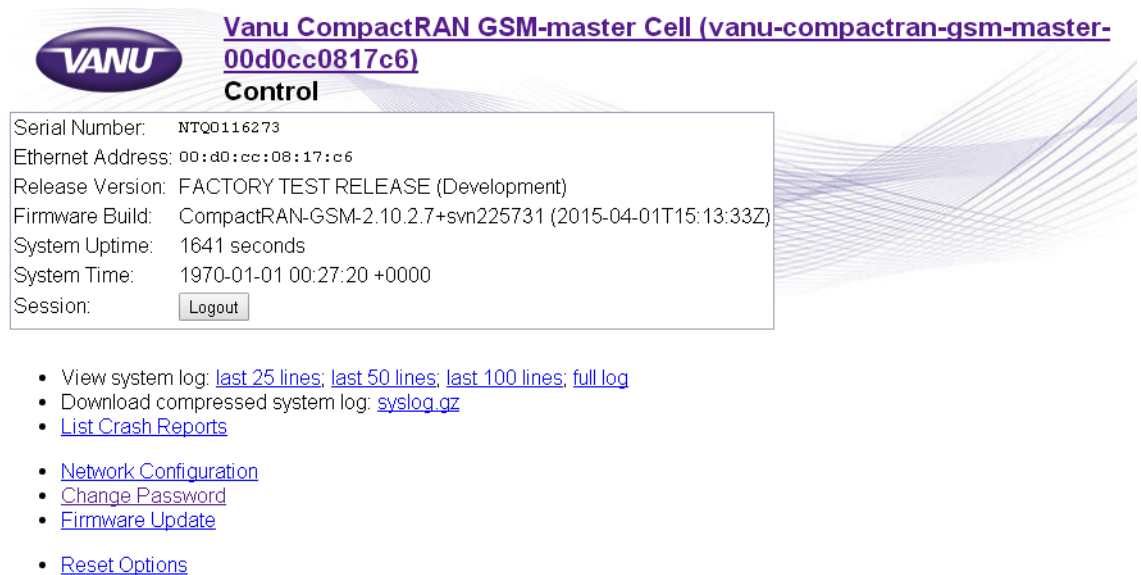 VANU
Vanu CompactRAN GSM-master Cell (vanu-compactran-gsm-master-
00d0cc0817c6)
Control
Serial Number: NTQ0116273
Ethernet Address: 00:d0:cc:08:17:c6
Release Version: FACTORY TEST RELEASE (Development)
Firmware Build: CompactRAN-GSM-2.10.2.7+svn225731 (2015-04-01T15:13:33Z)
System Uptime: 1641 seconds
System Time: 1970-01-01 00:27:20 +0000
Session: Logout
• View system log: last 25 lines; last 50 lines; last 100 lines; full log
• Download compressed system log: syslog.gz
• List Crash Reports
• Network Configuration
• Change Password
• Firmware Update
• Reset Options